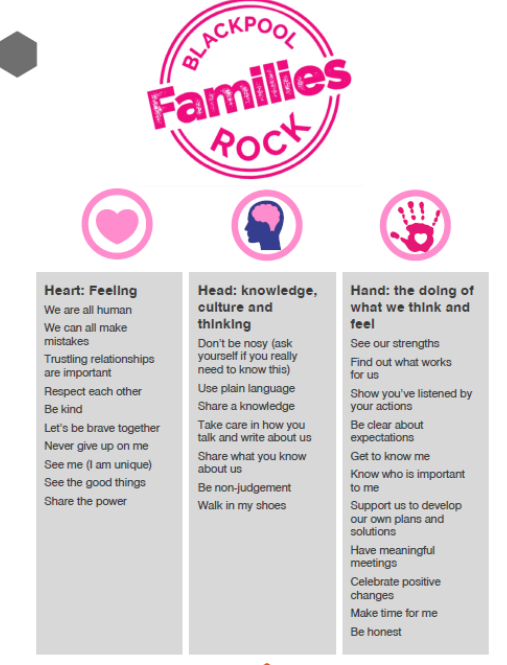 BLACKPOOL
Families
ROCK
Heart: Feeling
We are all human
We can all make
mistakes
Trustling relationships
are important
Respect each other
Be kind
Let's be brave together
Never give up on me
See me (I am unique)
See the good things
Share the power
Head: knowledge,
culture and
thinking
Don't be nosy (ask
yourself if you really
need to know this)
Use plain language
Share a knowledge
Take care in how you
talk and write about us
Share what you know
about us
Be non-judgement
Walk in my shoes
Hand: the doing of
what we think and
feel
See our strengths
Find out what works
for us
Show you've listened by
your actions
Be clear about
expectations
Get to know me
Know who is important
to me
Support us to develop
our own plans and
solutions
Have meaningful
meetings
Celebrate positive
changes
Make time for me
Be honest